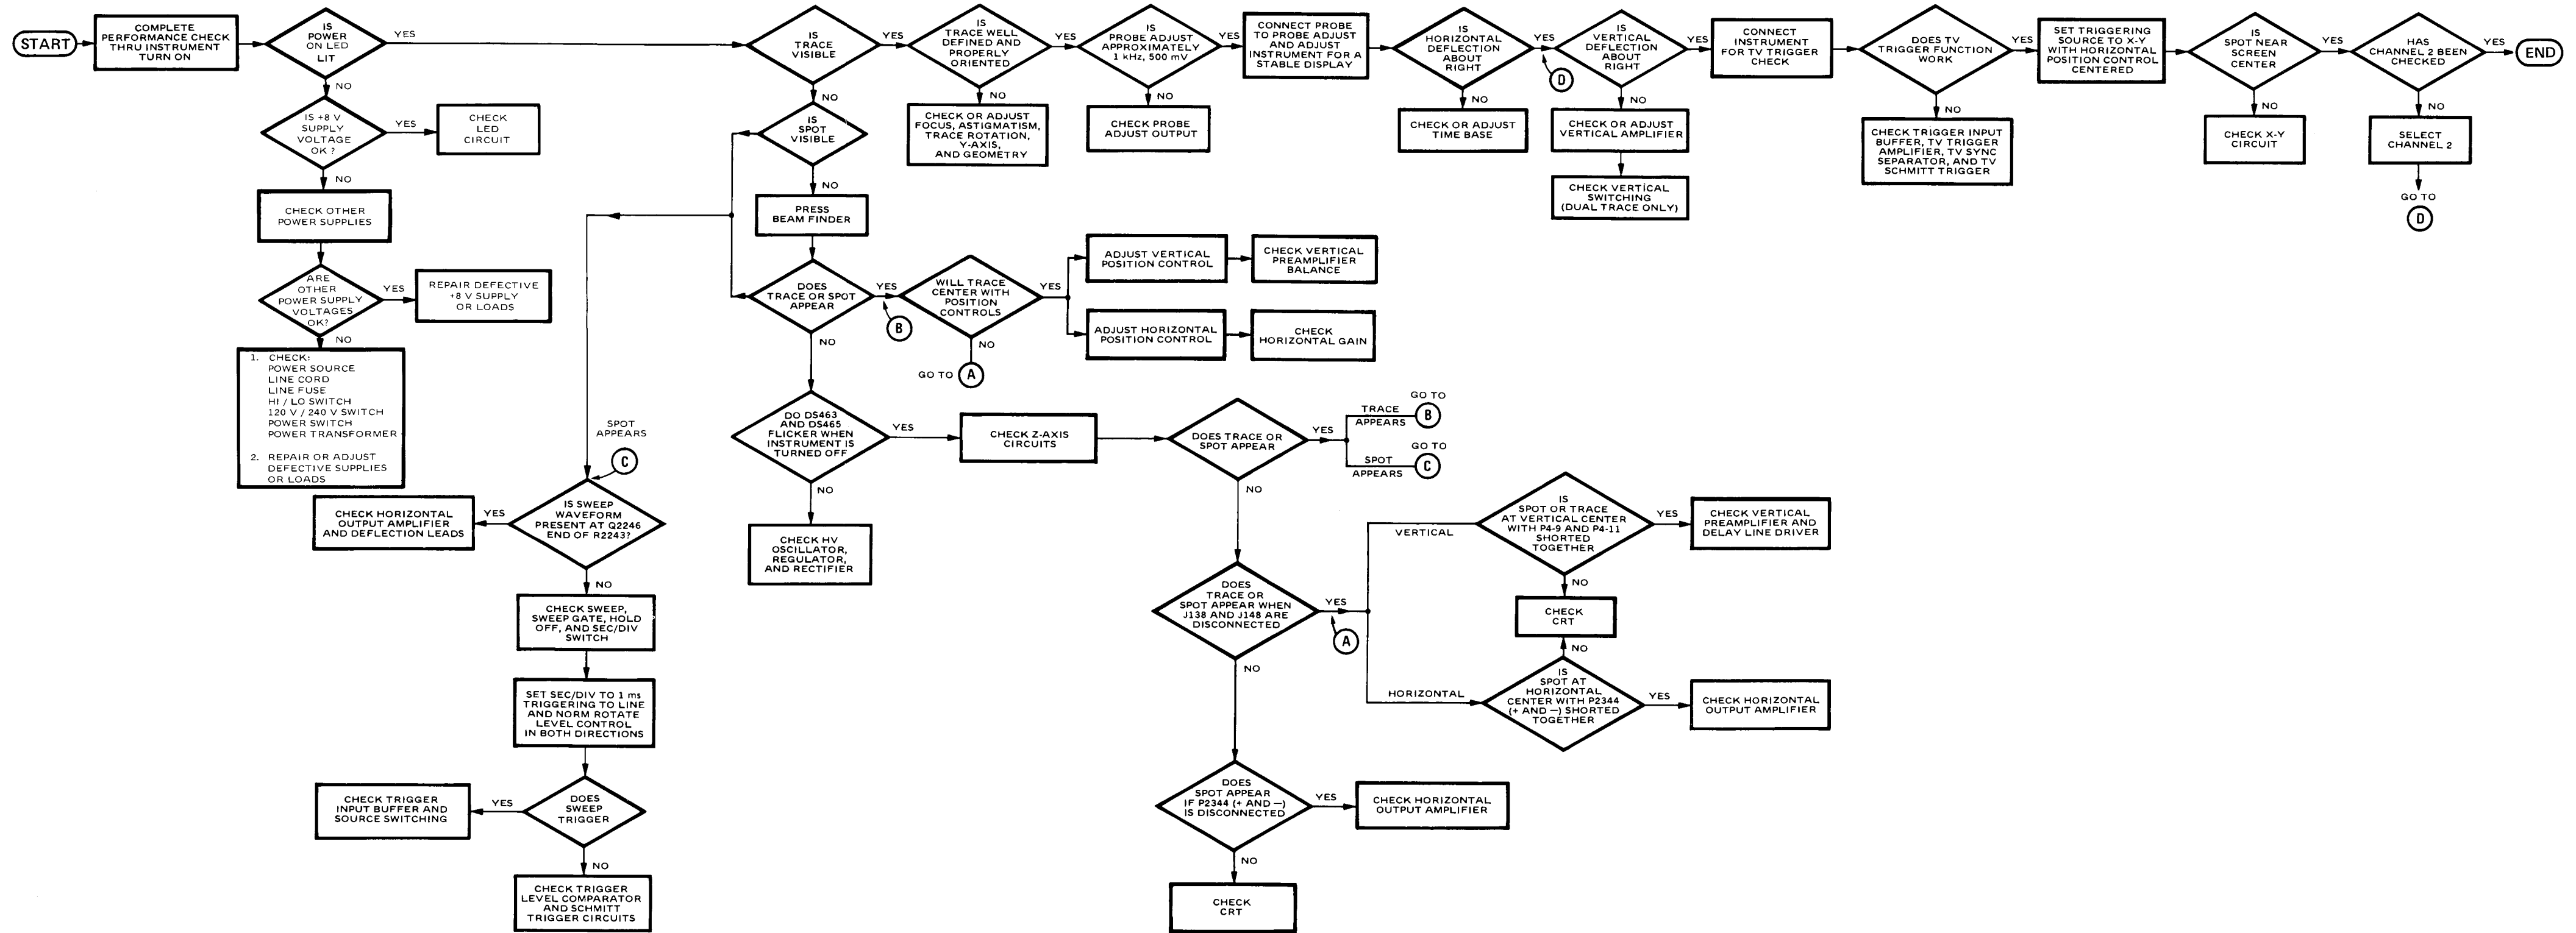 START
COMPLETE
PERFORMANCE CHECK
THRU INSTRUMENT
TURN ON
IS
POWER
ON LED
LIT
YES
NO
IS
TRACE
VISIBLE
YES
NO
IS
TRACE WELL
DEFINED AND
PROPERLY
ORIENTED
YES
NO
IS
PROBE ADJUST
APPROXIMATELY
1 kHz, 500 mV
YES
NO
CONNECT PROBE
TO PROBE ADJUST
AND ADJUST
INSTRUMENT FOR A
STABLE DISPLAY
IS
HORIZONTAL
DEFLECTION
ABOUT
RIGHT
YES
D
NO
IS
VERTICAL
DEFLECTION
ABOUT
RIGHT
YES
NO
CONNECT
INSTRUMENT
FOR TV TRIGGER
CHECK
DOES TV
TRIGGER FUNCTION
WORK
YES
NO
SET TRIGGERING
SOURCE TO X-Y
WITH HORIZONTAL
POSITION CONTROL
CENTERED
IS
SPOT NEAR
SCREEN
CENTER
YES
NO
HAS
CHANNEL 2 BEEN
CHECKED
YES
NO
END
IS +8 V
SUPPLY
VOLTAGE
OK ?
YES
NO
CHECK
LED
CIRCUIT
IS
SPOT
VISIBLE
NO
CHECK OR ADJUST
FOCUS, ASTIGMATISM,
TRACE ROTATION,
Y-AXIS,
AND GEOMETRY
CHECK PROBE
ADJUST OUTPUT
CHECK OR ADJUST
TIME BASE
CHECK OR ADJUST
VERTICAL AMPLIFIER
CHECK VERTICAL
SWITCHING
(DUAL TRACE ONLY)
CHECK TRIGGER INPUT
BUFFER, TV TRIGGER
AMPLIFIER, TV SYNC
SEPARATOR, AND TV
SCHMITT TRIGGER
CHECK X-Y
CIRCUIT
SELECT
CHANNEL 2
GO TO
D
CHECK OTHER
POWER SUPPLIES
PRESS
BEAM FINDER
ARE
OTHER
POWER SUPPLY
VOLTAGES
OK?
YES
NO
REPAIR DEFECTIVE
+8 V SUPPLY
OR LOADS
DOES
TRACE OR SPOT
APPEAR
YES
B
NO
WILL TRACE
CENTER WITH
POSITION
CONTROLS
YES
NO
GO TO A
ADJUST VERTICAL
POSITION CONTROL
CHECK VERTICAL
PREAMPLIFIER
BALANCE
ADJUST HORIZONTAL
POSITION CONTROL
CHECK
HORIZONTAL GAIN
1. CHECK:
POWER SOURCE
LINE CORD
LINE FUSE
HI / LO SWITCH
120 V / 240 V SWITCH
POWER SWITCH
POWER TRANSFORMER
2. REPAIR OR ADJUST
DEFECTIVE SUPPLIES
OR LOADS
SPOT
APPEARS
C
DO DS463
AND DS465
FLICKER WHEN
INSTRUMENT IS
TURNED OFF
YES
NO
CHECK Z-AXIS
CIRCUITS
DOES TRACE OR
SPOT APPEAR
YES
NO
TRACE
APPEARS
GO TO
B
SPOT
APPEARS
GO TO
C
CHECK HV
OSCILLATOR,
REGULATOR,
AND RECTIFIER
IS SWEEP
WAVEFORM
PRESENT AT Q2246
END OF R2243?
YES
NO
CHECK HORIZONTAL
OUTPUT AMPLIFIER
AND DEFLECTION LEADS
CHECK SWEEP,
SWEEP GATE, HOLD
OFF, AND SEC/DIV
SWITCH
SET SEC/DIV TO 1 ms
TRIGGERING TO LINE
AND NORM ROTATE
LEVEL CONTROL
IN BOTH DIRECTIONS
DOES
SWEEP
TRIGGER
YES
NO
CHECK TRIGGER
INPUT BUFFER AND
SOURCE SWITCHING
CHECK TRIGGER
LEVEL COMPARATOR
AND SCHMITT
TRIGGER CIRCUITS
DOES
TRACE OR
SPOT APPEAR WHEN
J138 AND J148 ARE
DISCONNECTED
YES
A
NO
VERTICAL
IS
SPOT OR TRACE
AT VERTICAL CENTER
WITH P4-9 AND P4-11
SHORTED
TOGETHER
YES
NO
CHECK VERTICAL
PREAMPLIFIER AND
DELAY LINE DRIVER
CHECK
CRT
NO
HORIZONTAL
IS
SPOT AT
HORIZONTAL
CENTER WITH P2344
(+ AND —) SHORTED
TOGETHER
YES
CHECK HORIZONTAL
OUTPUT AMPLIFIER
DOES
SPOT APPEAR
IF P2344 (+ AND —)
IS DISCONNECTED
YES
NO
CHECK HORIZONTAL
OUTPUT AMPLIFIER
CHECK
CRT